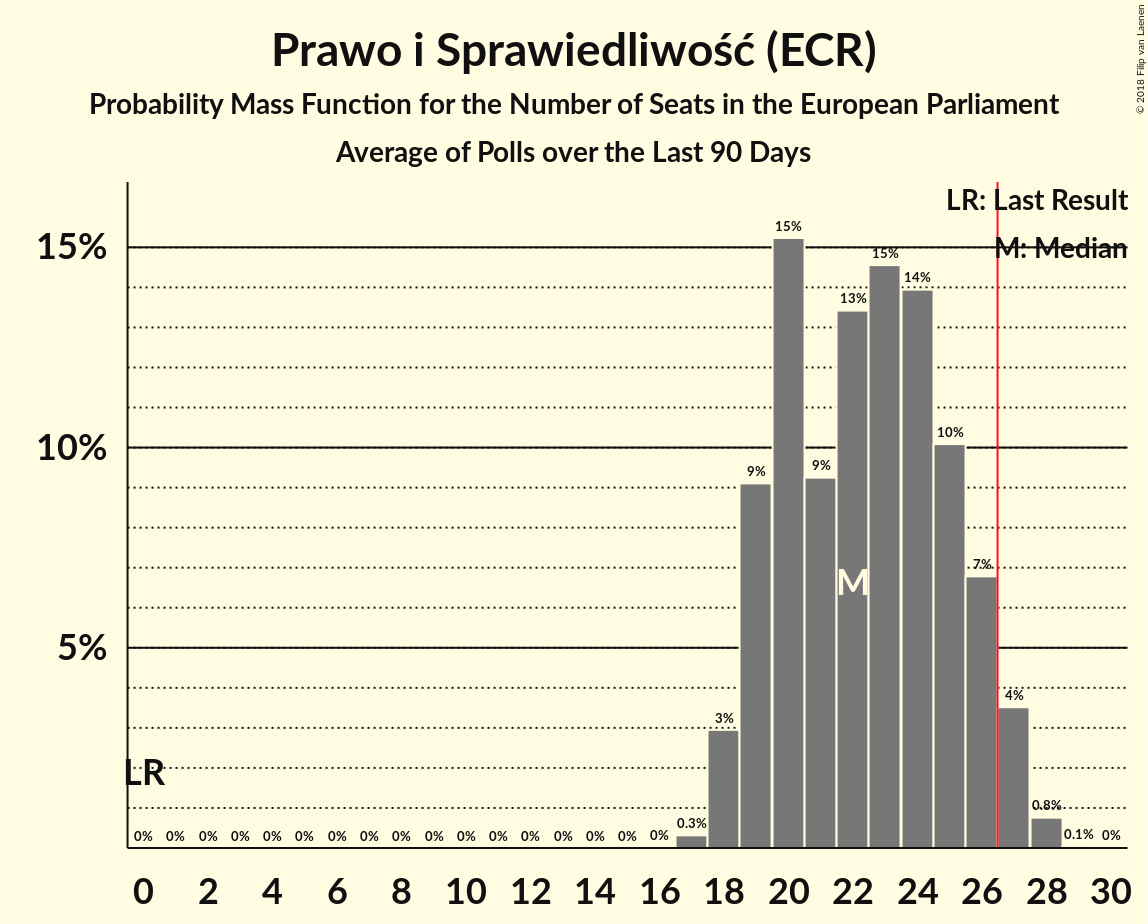 Prawo i Sprawiedliwość (ECR)
Probability Mass Function for the Number of Seats in the European Parliament
Average of Polls over the Last 90 Days
© 2018 Filip van Laenen
LR: Last Result
M: Median
15%
10%
5%
15%
15%
14%
13%
10%
9%
9%
7%
M
4%
3%
LR
0.8%
0.3%
0% 0% 0% 0% 0% 0% 0% 0% 0% 0% 0% 0% 0% 0% 0% 0% 0% 0.1% 0%
0 2 4 6 8 10 12 14 16 18 20 22 24 26 28 30